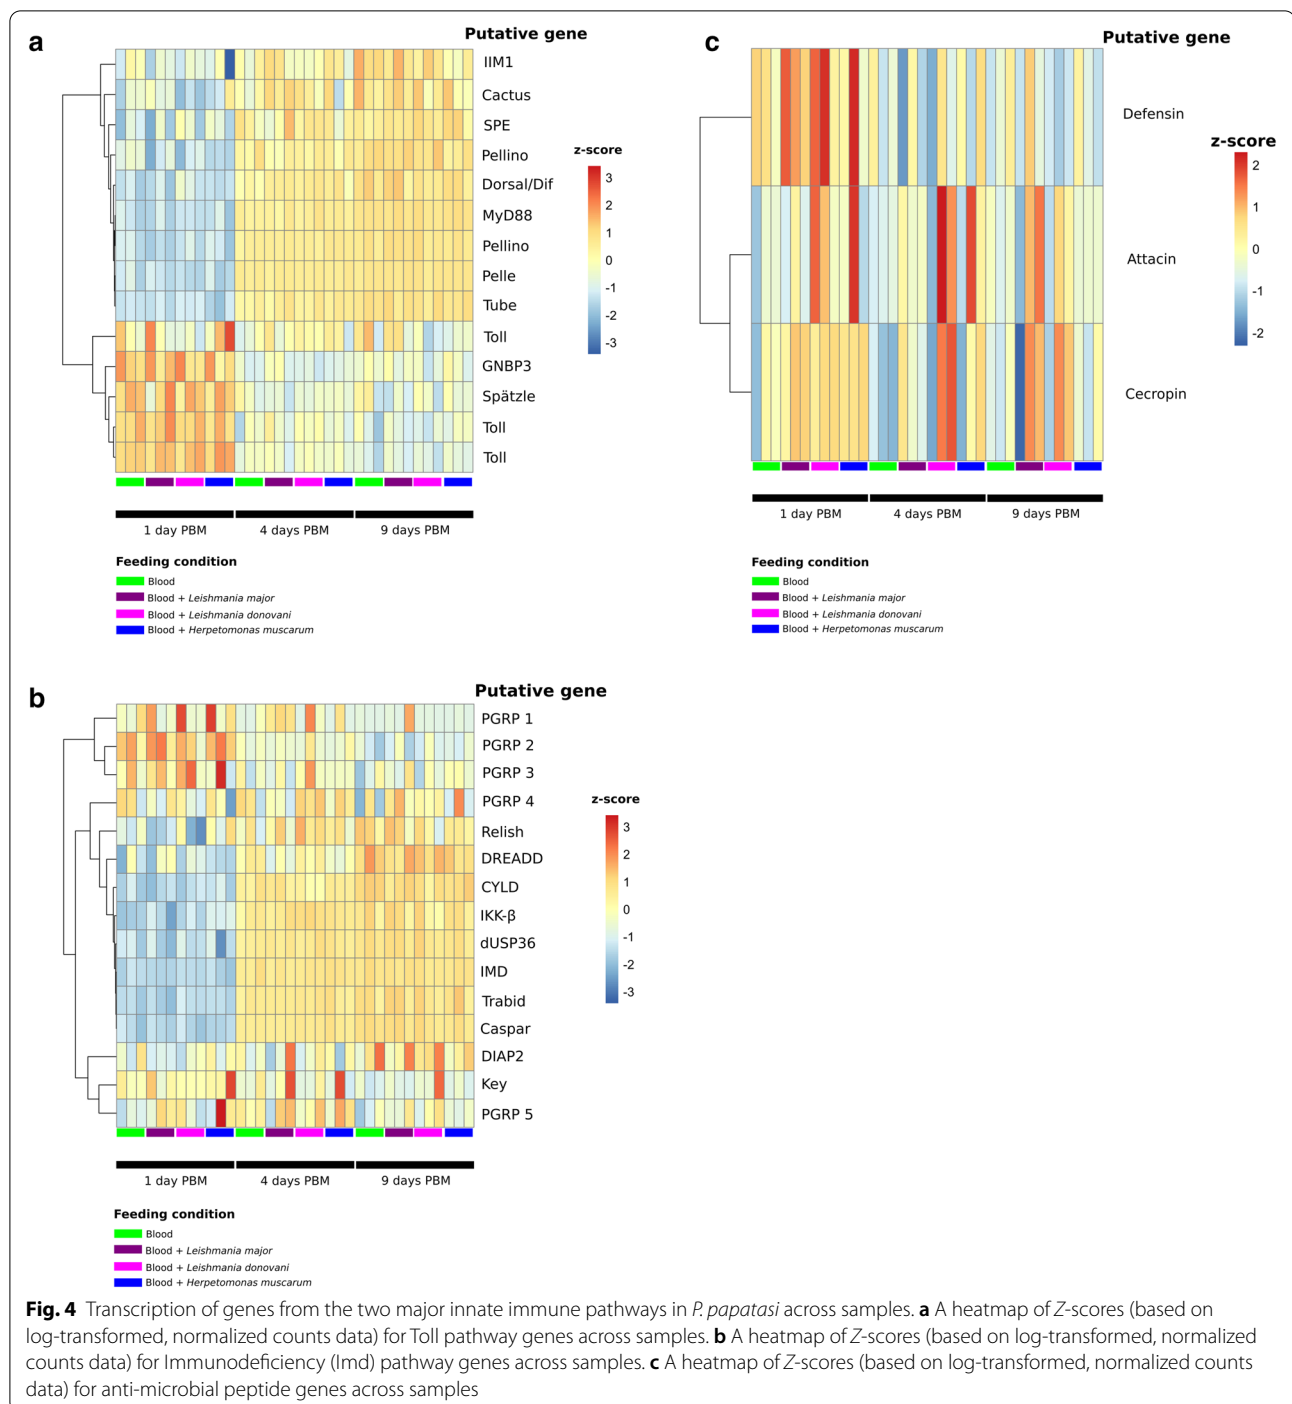 a
Putative gene
IIM1
Cactus
SPE
Pellino
Dorsal/Dif
MyD88
Pellino
Pelle
Tube
Toll
GNBP3
Spätzle
Toll
Toll
z-score
3
2
1
0
-1
-2
-3
1 day PBM 4 days PBM 9 days PBM
Feeding condition
Blood
Blood + Leishmania major
Blood + Leishmania donovani
Blood + Herpetomonas muscarum
c
Putative gene
Defensin
Attacin
Cecropin
z-score
2
1
0
-1
-2
1 day PBM 4 days PBM 9 days PBM
Feeding condition
Blood
Blood + Leishmania major
Blood + Leishmania donovani
Blood + Herpetomonas muscarum
b
Putative gene
PGRP 1
PGRP 2
PGRP 3
PGRP 4
Relish
DREADD
CYLD
IKK-β
dUSP36
IMD
Trabid
Caspar
DIAP2
Key
PGRP 5
z-score
3
2
1
0
-1
-2
-3
1 day PBM 4 days PBM 9 days PBM
Feeding condition
Blood
Blood + Leishmania major
Blood + Leishmania donovani
Blood + Herpetomonas muscarum
Fig. 4 Transcription of genes from the two major innate immune pathways in P. papatasi across samples. a A heatmap of Z-scores (based on
log-transformed, normalized counts data) for Toll pathway genes across samples. b A heatmap of Z-scores (based on log-transformed, normalized
counts data) for Immunodeficiency (Imd) pathway genes across samples. c A heatmap of Z-scores (based on log-transformed, normalized counts
data) for anti-microbial peptide genes across samples